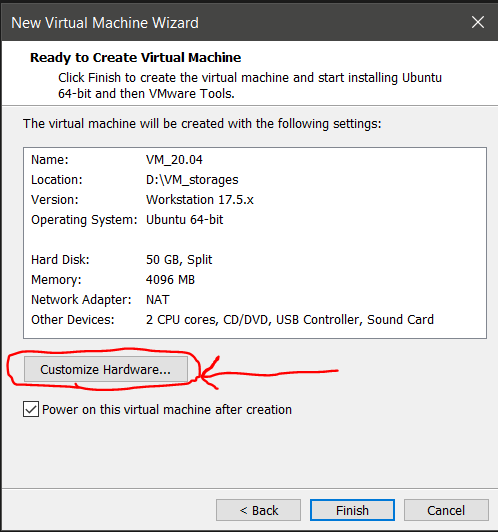 New Virtual Machine Wizard
Ready to Create Virtual Machine
Click Finish to create the virtual machine and start installing Ubuntu
64-bit and then VMware Tools.
The virtual machine will be created with the following settings:
Name: VM_20.04
Location: D:\VM_storages
Version: Workstation 17.5.x
Operating System: Ubuntu 64-bit
Hard Disk: 50 GB, Split
Memory: 4096 MB
Network Adapter: NAT
Other Devices: 2 CPU cores, CD/DVD, USB Controller, Sound Card
Customize Hardware...
Power on this virtual machine after creation
< Back Finish Cancel